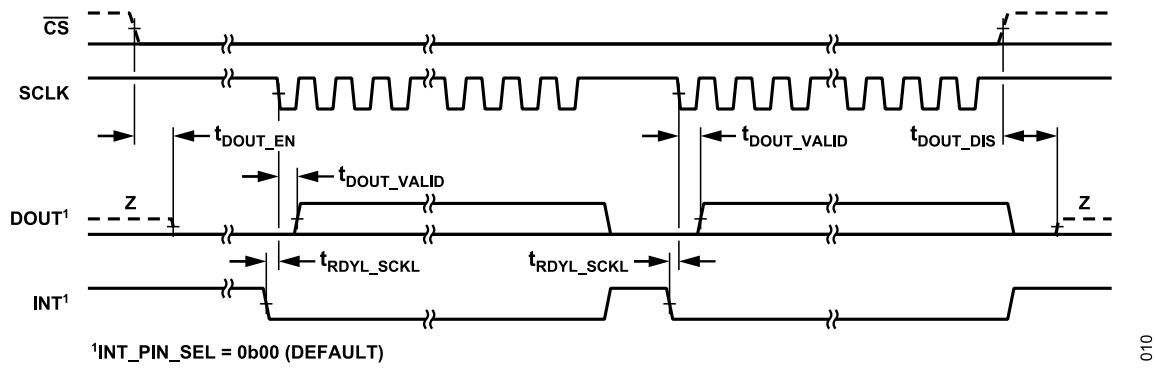 CS
SCLK
tDOUT_EN
tDOUT_VALID
tDOUT_DIS
tDOUT_VALID
Z
Z
DOUT1
tRDYL_SCKL
tRDYL_SCKL
INT1
1INT_PIN_SEL = 0b00 (DEFAULT)
010